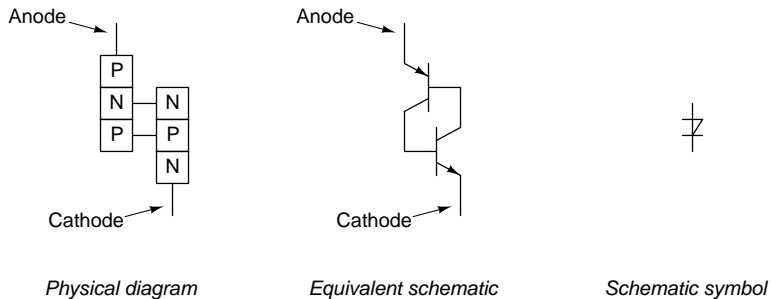 Anode
Anode
P
N N
P P
N
Cathode
Cathode
Physical diagram
Equivalent schematic
Schematic symbol